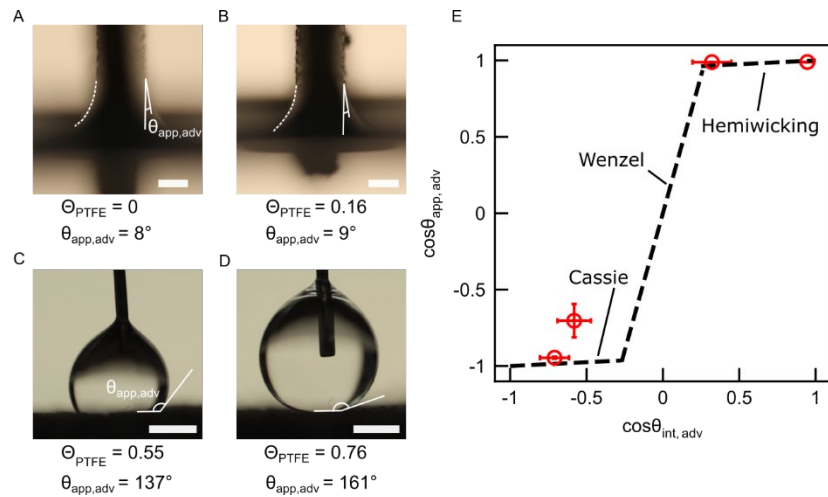 A
B
θapp,adv
ΘPTFE = 0
θapp,adv = 8°
ΘPTFE = 0.16
θapp,adv = 9°
C
D
θapp,adv
ΘPTFE = 0.55
θapp,adv = 137°
ΘPTFE = 0.76
θapp,adv = 161°
E
1
0.5
0
-0.5
-1
cosθapp, adv
Hemiwicking
Wenzel
Cassie
-1
-0.5
0
0.5
1
cosθint, adv